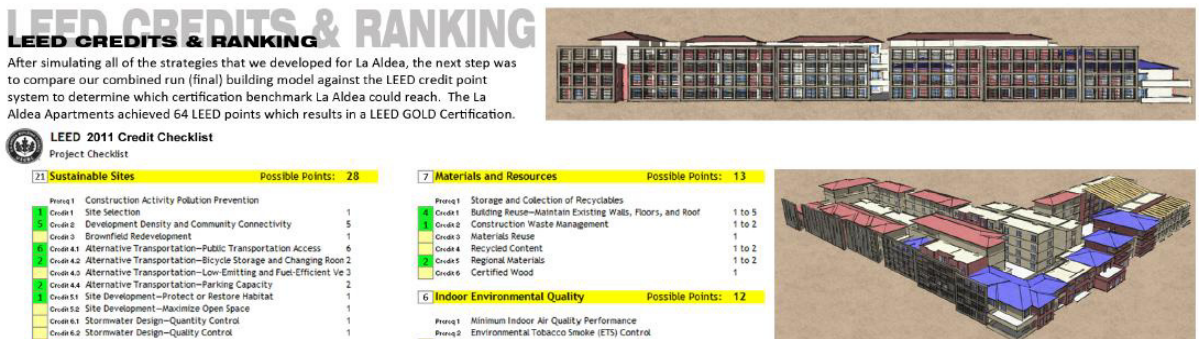 LEED CREDITS & RANKING
LEED CREDITS & RANKING
After simulating all of the strategies that we developed for La Aldea, the next step was
to compare our combined run (final) building model against the LEED credit point
system to determine which certification benchmark La Aldea could reach. The La
Aldea Apartments achieved 64 LEED points which results in a LEED GOLD Certification.
LEED 2011 Credit Checklist
Project Checklist
21 Sustainable Sites Possible Points: 28
Prereq 1 Construction Activity Pollution Prevention
1 Credit 1 Site Selection 1
5 Credit 2 Development Density and Community Connectivity 5
Credit 3 Brownfield Redevelopment 1
6 Credit 4.1 Alternative Transportation—Public Transportation Access 6
2 Credit 4.2 Alternative Transportation—Bicycle Storage and Changing Roon 2
Credit 4.3 Alternative Transportation—Low-Emitting and Fuel-Efficient Ve 3
2 Credit 4.4 Alternative Transportation—Parking Capacity 2
1 Credit 5.1 Site Development—Protect or Restore Habitat 1
Credit 5.2 Site Development—Maximize Open Space 1
Credit 6.1 Stormwater Design—Quantity Control 1
Credit 6.2 Stormwater Design—Quality Control 1
7 Materials and Resources Possible Points: 13
Prereq 1 Storage and Collection of Recyclables
4 Credit 1 Building Reuse—Maintain Existing Walls, Floors, and Roof 1 to 5
1 Credit 2 Construction Waste Management 1 to 2
Credit 3 Materials Reuse 1
Credit 4 Recycled Content 1 to 2
2 Credit 5 Regional Materials 1 to 2
Credit 6 Certified Wood 1
6 Indoor Environmental Quality Possible Points: 12
Prereq 1 Minimum Indoor Air Quality Performance
Prereq 2 Environmental Tobacco Smoke (ETS) Control